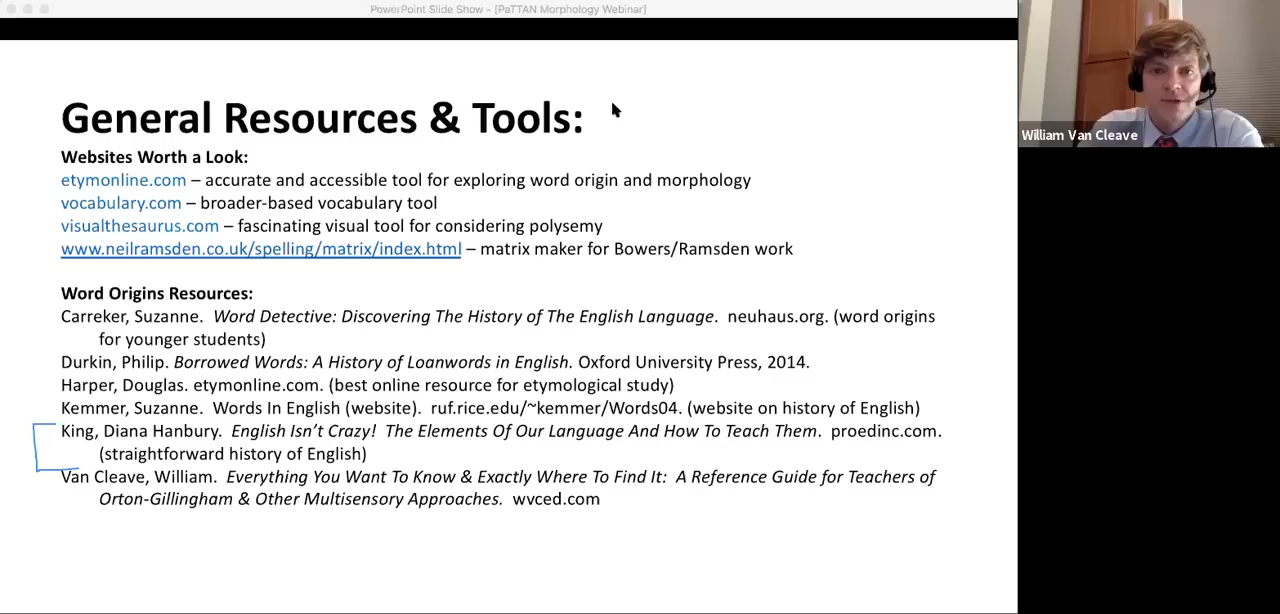 PowerPoint Slide Show - [PaTTAN Morphology Webinar]
General Resources & Tools:
Websites Worth a Look:
etymonline.com – accurate and accessible tool for exploring word origin and morphology
vocabulary.com – broader-based vocabulary tool
visualthesaurus.com – fascinating visual tool for considering polysemy
www.neilramsden.co.uk/spelling/matrix/index.html – matrix maker for Bowers/Ramsden work
Word Origins Resources:
Carreker, Suzanne.  Word Detective: Discovering The History of The English Language.  neuhaus.org. (word origins
for younger students)
Durkin, Philip. Borrowed Words: A History of Loanwords in English. Oxford University Press, 2014.
Harper, Douglas. etymonline.com. (best online resource for etymological study)
Kemmer, Suzanne.  Words In English (website).  ruf.rice.edu/~kemmer/Words04. (website on history of English)
King, Diana Hanbury.  English Isn’t Crazy!  The Elements Of Our Language And How To Teach Them.  proedinc.com.
(straightforward history of English)
Van Cleave, William.  Everything You Want To Know & Exactly Where To Find It:  A Reference Guide for Teachers of
Orton-Gillingham & Other Multisensory Approaches.  wvced.com
William Van Cleave